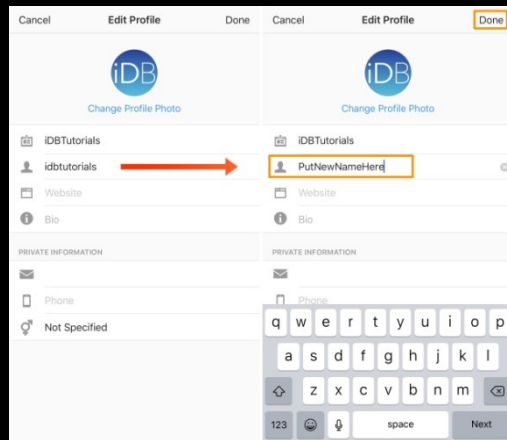 Cancel Edit Profile Done
iDB
Change Profile Photo
iDBTutorials
idbtutorials
Website
Bio
PRIVATE INFORMATION
Phone
Not Specified
Cancel Edit Profile Done
iDB
Change Profile Photo
iDBTutorials
PutNewNameHere
Website
Bio
PRIVATE INFORMATION
Phone
q w e r t y u i o p
a s d f g h j k l
z x c v b n m
123 space Next